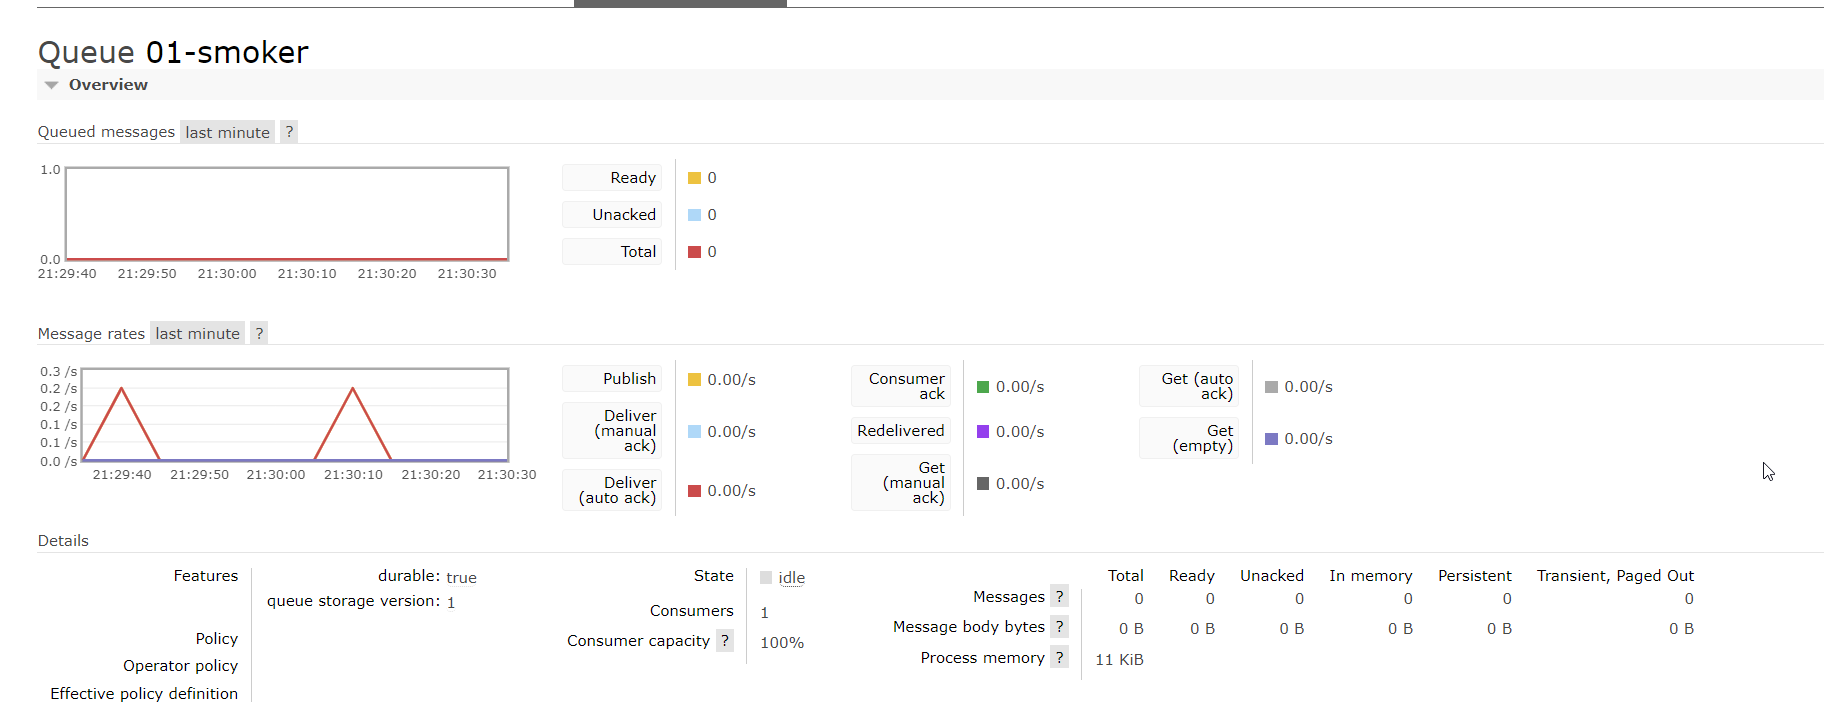 Queue 01-smoker
Overview
Queued messages last minute ?
1.0
0.0
21:29:40 21:29:50 21:30:00 21:30:10 21:30:20 21:30:30
Ready 0
Unacked 0
Total 0
Message rates last minute ?
0.3 /s
0.2 /s
0.2 /s
0.1 /s
0.1 /s
0.0 /s
21:29:40 21:29:50 21:30:00 21:30:10 21:30:20 21:30:30
Publish 0.00/s
Deliver
(manual
ack) 0.00/s
Deliver
(auto ack) 0.00/s
Consumer
ack 0.00/s
Redelivered 0.00/s
Get
(manual
ack) 0.00/s
Get (auto
ack) 0.00/s
Get
(empty) 0.00/s
Details
Features durable: true
queue storage version: 1
Policy
Operator policy
Effective policy definition
State idle
Consumers 1
Consumer capacity ? 100%
Total Ready Unacked In memory Persistent Transient, Paged Out
Messages ? 0 0 0 0 0 0
Message body bytes ? 0 B 0 B 0 B 0 B 0 B 0 B
Process memory ? 11 KiB